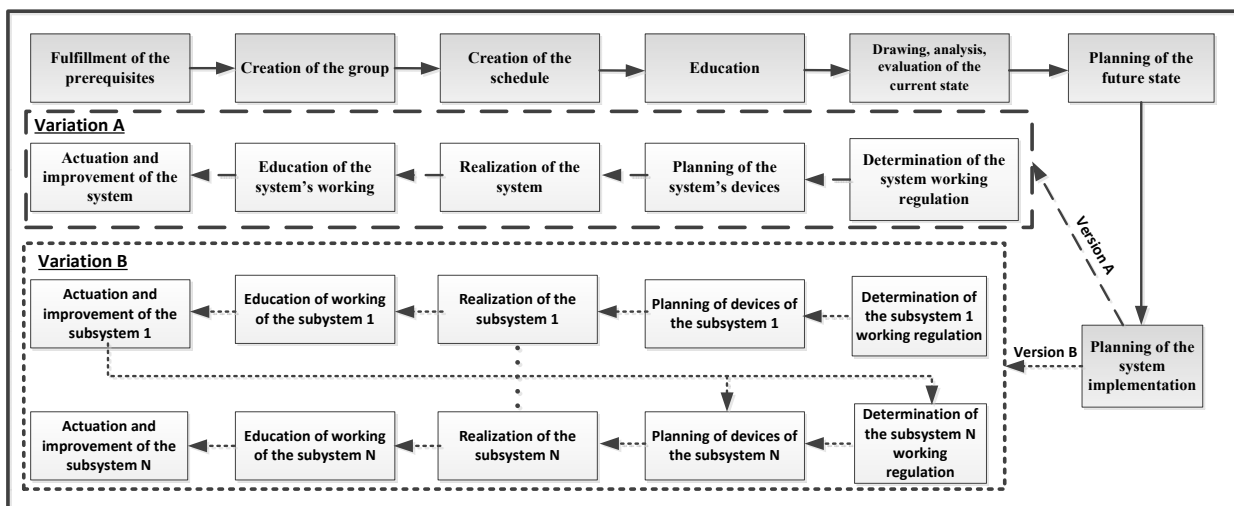 Fulfillment of the
prerequisites
Creation of the group
Creation of the
schedule
Education
Drawing, analysis,
evaluation of the
current state
Planning of the
future state
Variation A
Actuation and
improvement of the
system
Education of the
system’s working
Realization of the
system
Planning of the
system’s devices
Determination of the
system working
regulation
Version A
Variation B
Actuation and
improvement of the
subsystem 1
Education of working
of the subystem 1
Realization of the
subsystem 1
Planning of devices of
the subsystem 1
Determination of
the subsystem 1
working regulation
Version B
Planning of the
system
implementation
Actuation and
improvement of the
subsystem N
Education of working
of the subsystem N
Realization of the
subsystem N
Planning of devices of
the subsystem N
Determination of
the subsystem N
working
regulation